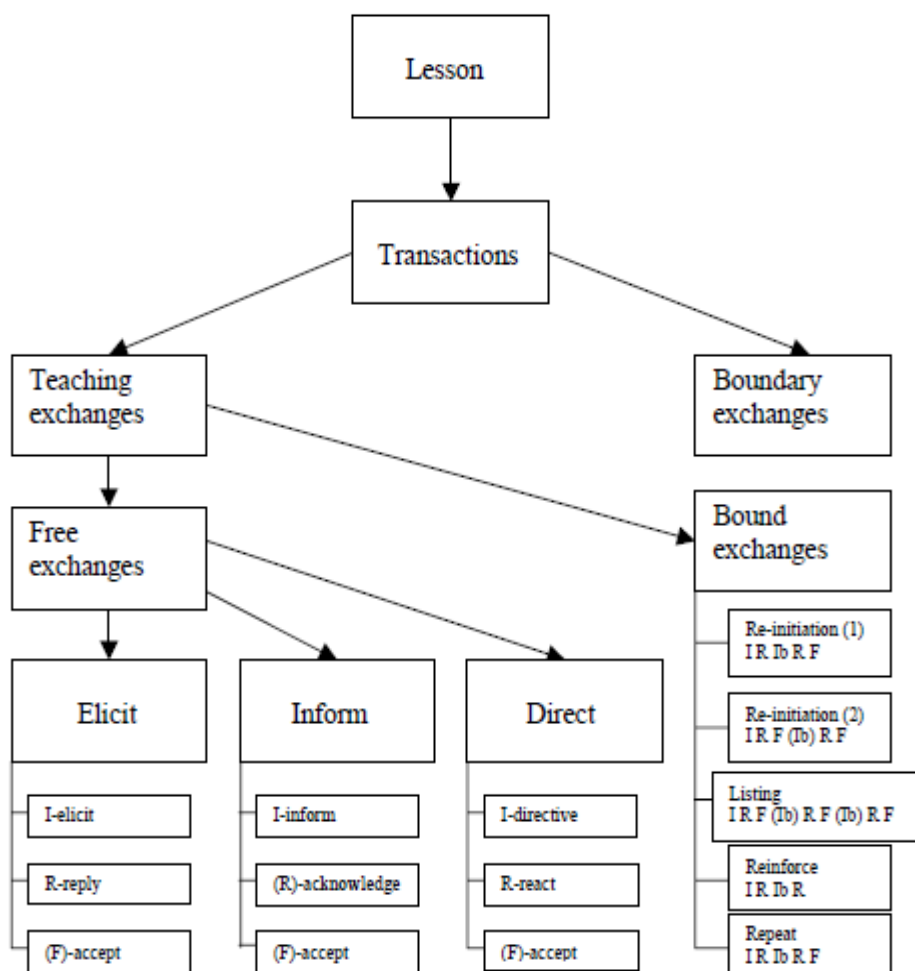 Lesson
Transactions
Teaching
exchanges
Boundary
exchanges
Free
exchanges
Bound
exchanges
Re-initiation (1)
I R Ib R F
Re-initiation (2)
I R F (Ib) R F
Listing
I R F (Ib) R F (Ib) R F
Reinforce
I R Ib R
Repeat
I R Ib R F
Elicit
I-elicit
R-reply
(F)-accept
Inform
I-inform
(R)-acknowledge
(F)-accept
Direct
I-directive
R-react
(F)-accept